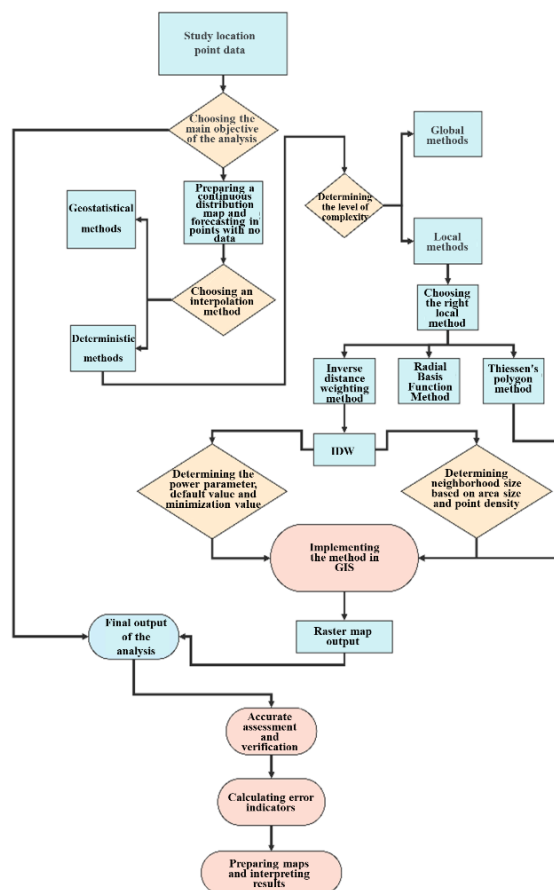 Study location
point data
Choosing the
main objective
of the analysis
Global
methods
Preparing a
continuous
distribution
map and
forecasting in
points with no
data
Determining
the level of
complexity
Geostatistical
methods
Local
methods
Choosing an
interpolation
method
Choosing
the right
local
method
Deterministic
methods
Inverse
distance
weighting
method
Radial
Basis
Function
Method
Thiessen's
polygon
method
IDW
Determining the
power parameter,
default value and
minimization value
Determining
neighborhood size
based on area size
and point density
Implementing
the method in
GIS
Final output
of the
analysis
Raster map
output
Accurate
assessment
and
verification
Calculating error
indicators
Preparing maps
and interpreting
results